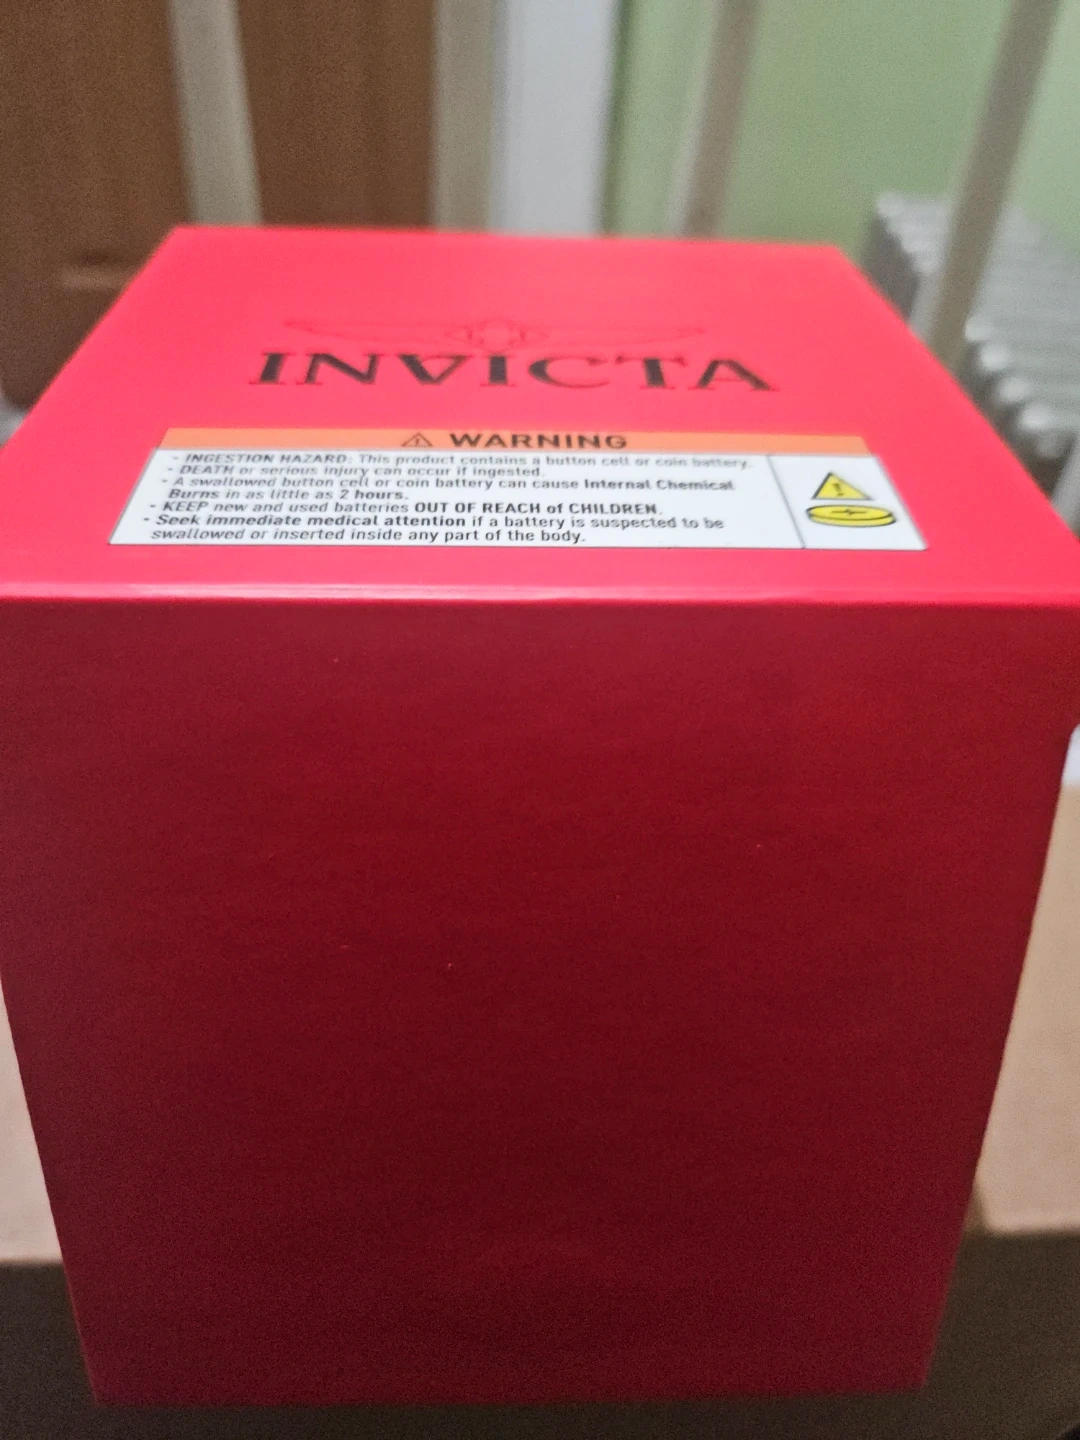 INVICTA
WARNING
- INGESTION HAZARD: This product contains a button cell or coin battery.
- DEATH or serious injury can occur if ingested.
- A swallowed button cell or coin battery can cause Internal Chemical
Burns in as little as 2 hours.
- KEEP new and used batteries OUT OF REACH of CHILDREN.
- Seek immediate medical attention if a battery is suspected to be
swallowed or inserted inside any part of the body.